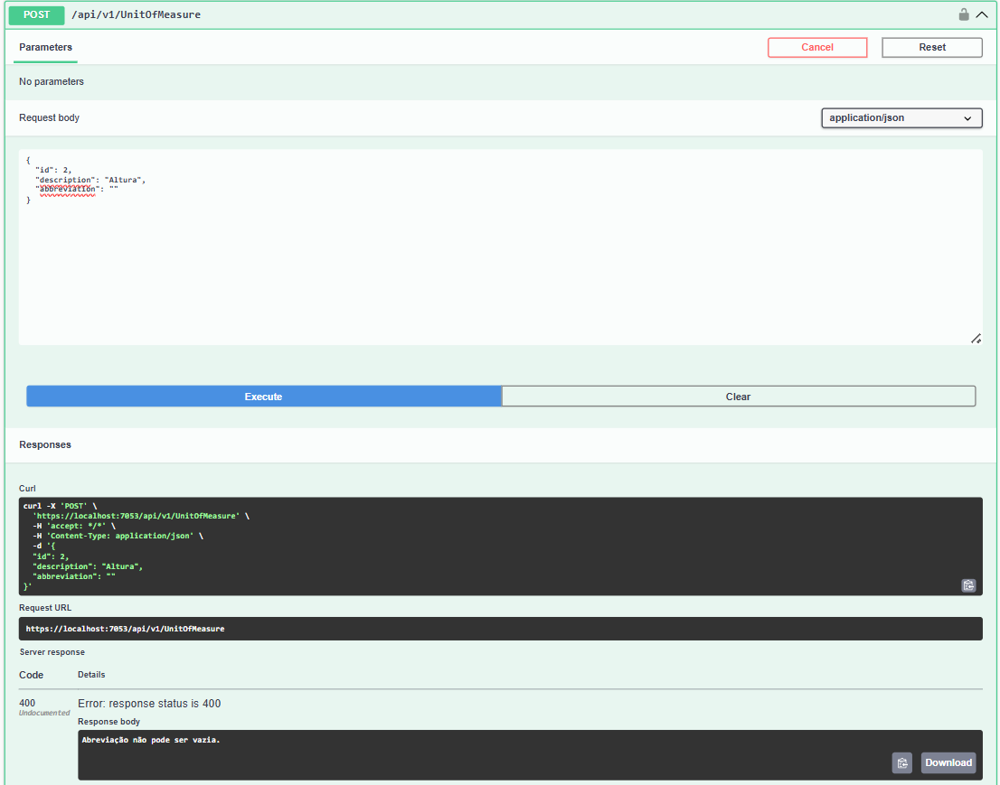 POST /api/v1/UnitOfMeasure
Parameters
Cancel
Reset
No parameters
Request body
application/json
{
  "id": 2,
  "description": "Altura",
  "abbreviation": ""
}
Execute
Clear
Responses
Curl
curl -X 'POST' \
  'https://localhost:7053/api/v1/UnitOfMeasure' \
  -H 'accept: */*' \
  -H 'Content-Type: application/json' \
  -d '{
  "id": 2,
  "description": "Altura",
  "abbreviation": ""
}'
Request URL
https://localhost:7053/api/v1/UnitOfMeasure
Server response
Code Details
400 Error: response status is 400
Undocumented
Response body
Abreviação não pode ser vazia.
Download